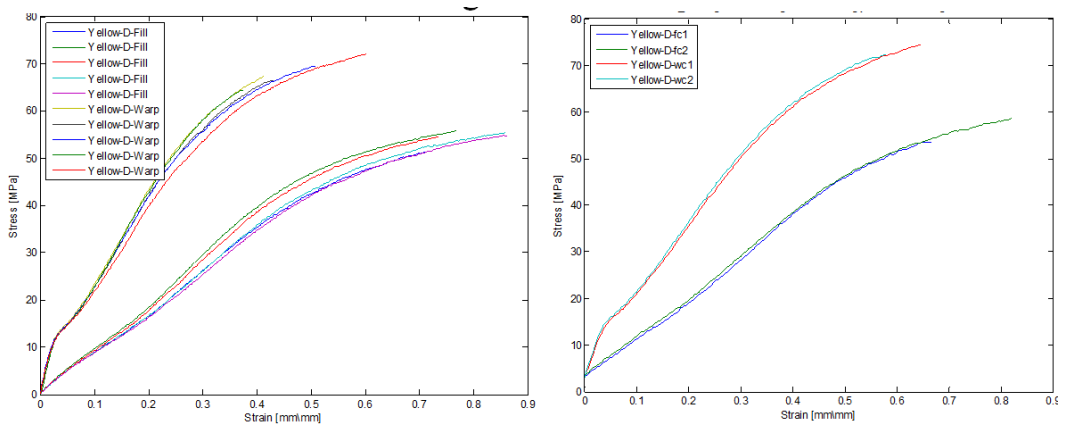 80
70
60
50
40
30
20
10
0
Stress [MPa]
Yellow-D-Fill
Yellow-D-Fill
Yellow-D-Fill
Yellow-D-Fill
Yellow-D-Fill
Yellow-D-Warp
Yellow-D-Warp
Yellow-D-Warp
Yellow-D-Warp
Yellow-D-Warp
0 0.1 0.2 0.3 0.4 0.5 0.6 0.7 0.8 0.9
Strain [mm\mm]
80
70
60
50
40
30
20
10
0
Stress [MPa]
Yellow-D-fc1
Yellow-D-fc2
Yellow-D-wc1
Yellow-D-wc2
0 0.1 0.2 0.3 0.4 0.5 0.6 0.7 0.8 0.9
Strain [mm\mm]